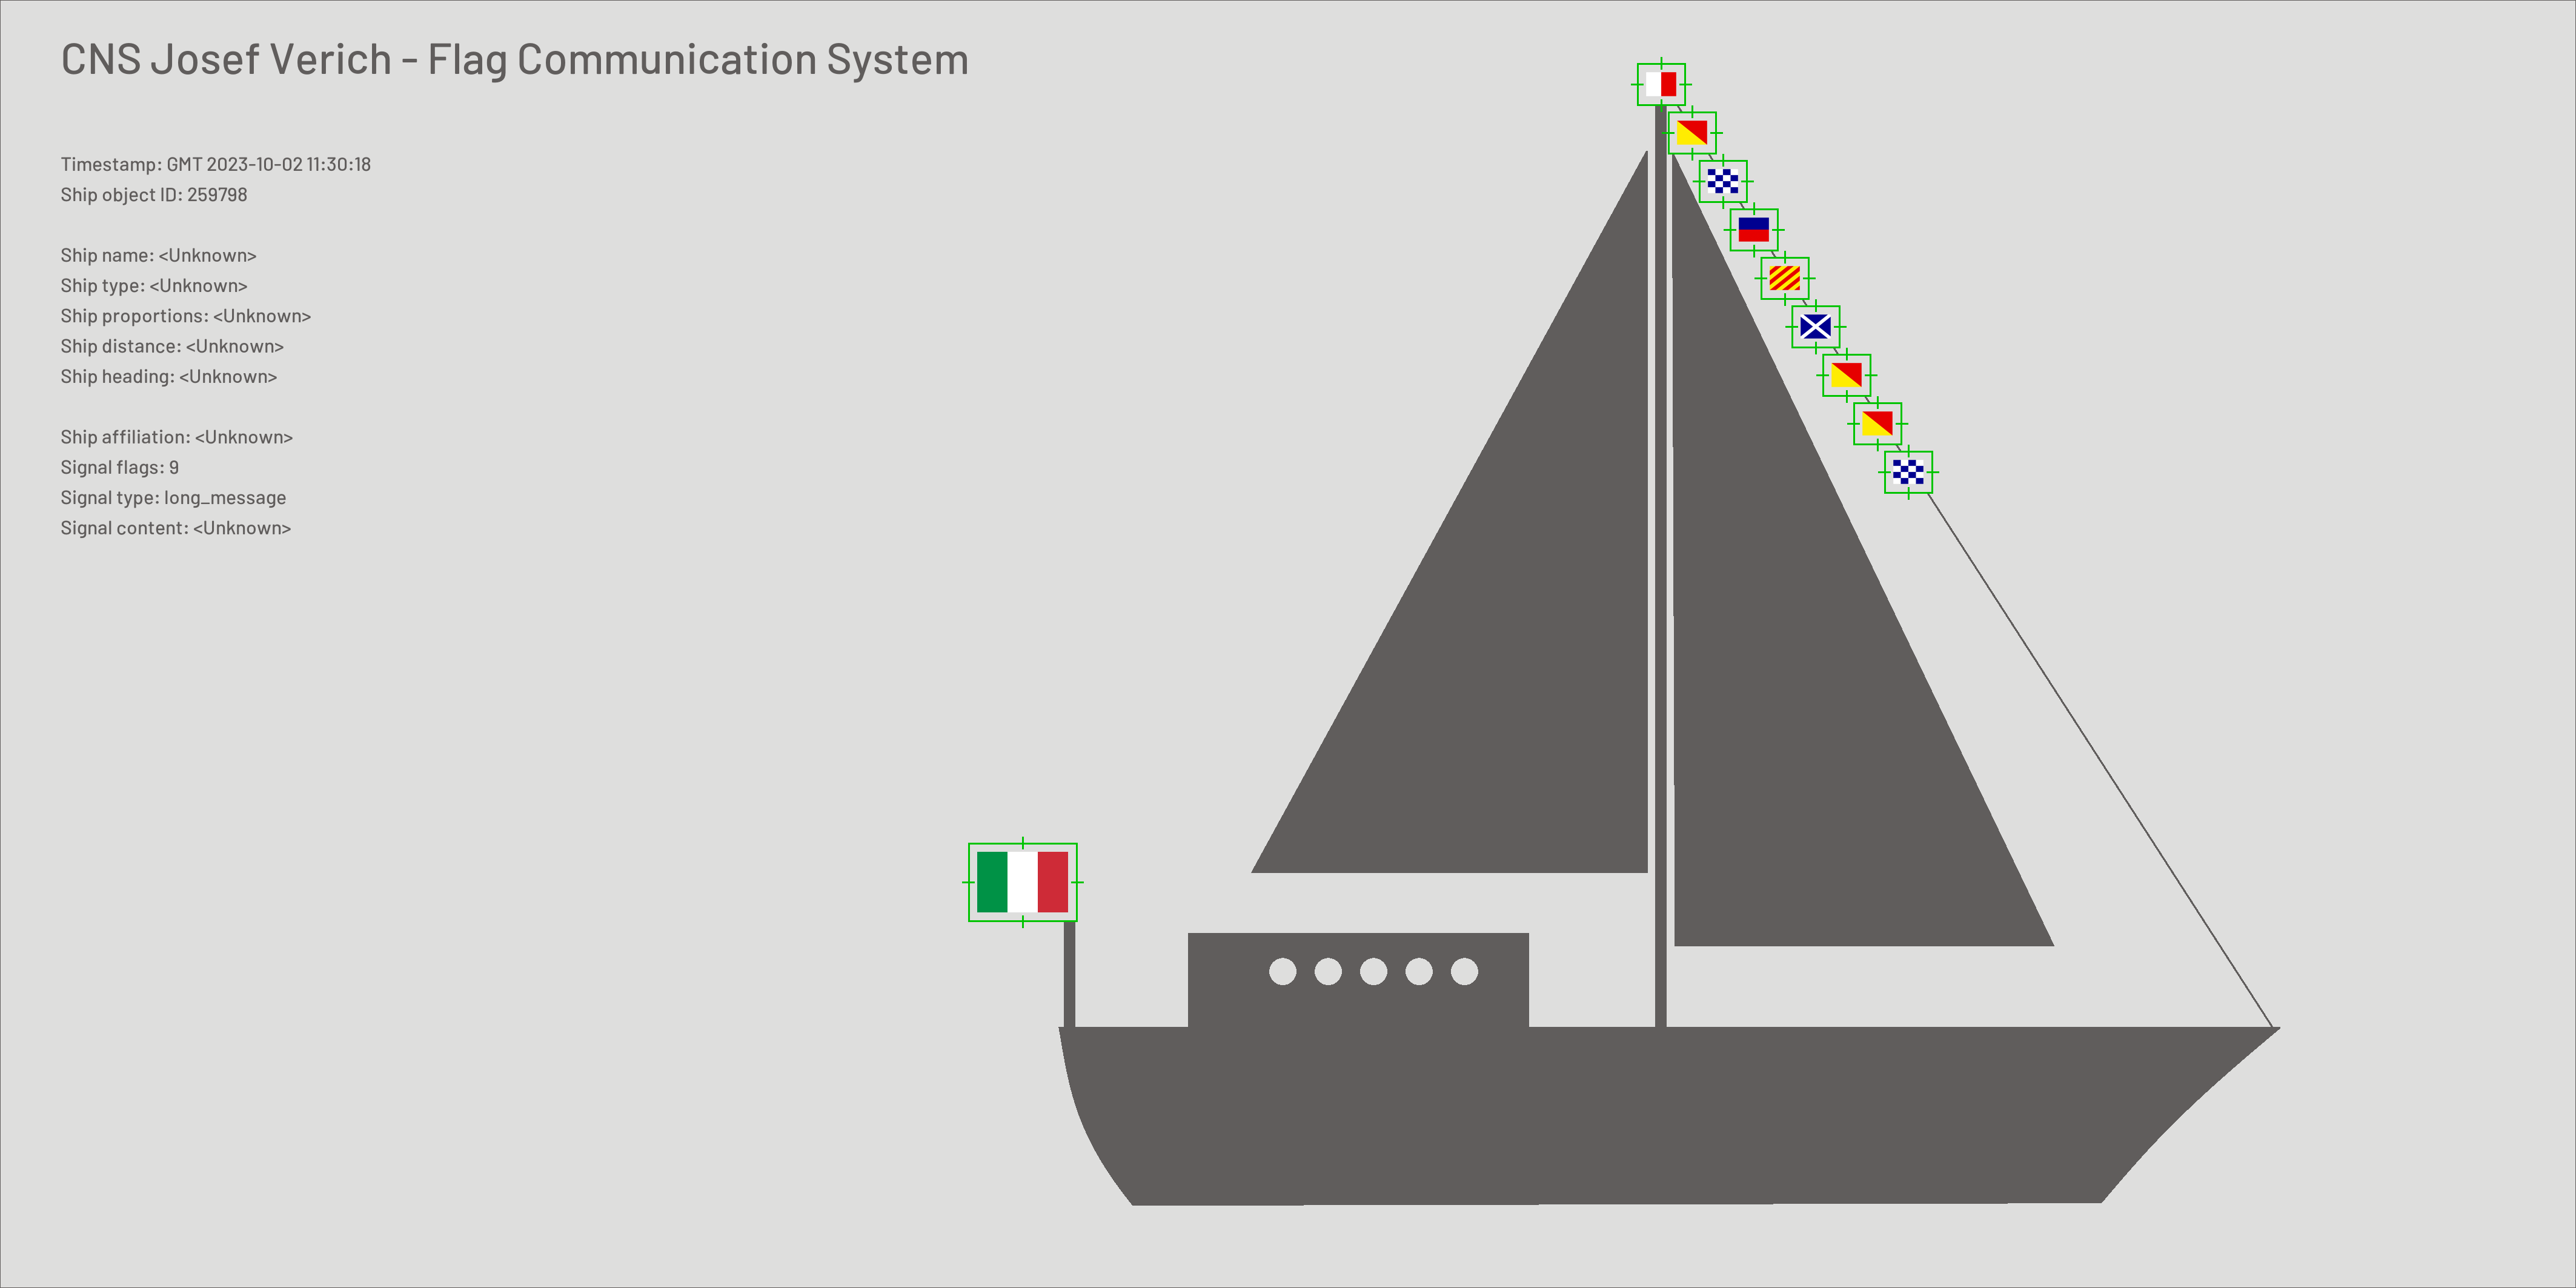 CNS Josef Verich - Flag Communication System
Timestamp: GMT 2023-10-02 11:30:18
Ship object ID: 259798
Ship name: <Unknown>
Ship type: <Unknown>
Ship proportions: <Unknown>
Ship distance: <Unknown>
Ship heading: <Unknown>
Ship affiliation: <Unknown>
Signal flags: 9
Signal type: long_message
Signal content: <Unknown>